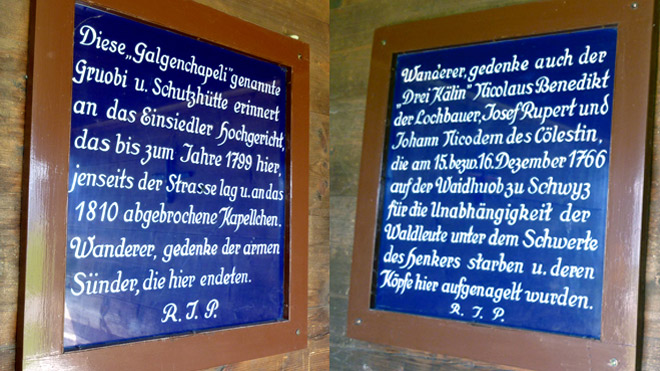 Diese „Galgenchapeli" genannte
Gruobi u. Schutzhütte erinnert
an das Einsiedler Hochgericht,
das bis zum Jahre 1799 hier,
jenseits der Strasse lag u. an das
1810 abgebrochene Kapellchen.
Wanderer, gedenke der armen
Sünder, die hier endeten.
R. I. P.
Wanderer, gedenke auch der
„Drei Kälin" Nicolaus Benedikt
der Lochbauer, Josef Rupert und
Johann Nicodem des Cölestin,
die am 15. bezw. 16. Dezember 1766
auf der Waidhuob zu Schwyz
für die Unabhängigkeit der
Waldleute unter dem Schwerte
des Henkers starben u. deren
Köpfe hier aufgenagelt wurden.
R. I. P.